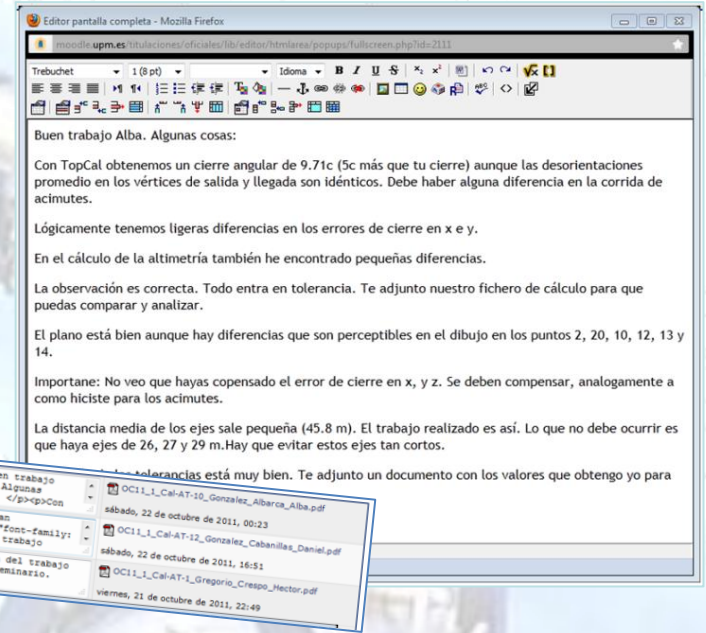 Editor pantalla completa - Mozilla Firefox
moodle.upm.es/titulaciones/oficiales/lib/editor/htmlarea/popups/fullscreen.php?id=2111
Trebuchet 1 (8 pt) Idoma B I U S
Buen trabajo Alba. Algunas cosas:
Con TopCal obtenemos un cierre angular de 9.71c (5c más que tu cierre) aunque las desorientaciones
promedio en los vértices de salida y llegada son idénticos. Debe haber alguna diferencia en la corrida de
acimutes.
Lógicamente tenemos ligeras diferencias en los errores de cierre en x e y.
En el cálculo de la altimetría también he encontrado pequeñas diferencias.
La observación es correcta. Todo entra en tolerancia. Te adjunto nuestro fichero de cálculo para que
puedas comparar y analizar.
El plano está bien aunque hay diferencias que son perceptibles en el dibujo en los puntos 2, 20, 10, 12, 13 y
14.
Importane: No veo que hayas copensado el error de cierre en x, y z. Se deben compensar, analogamente a
como hiciste para los acimutes.
La distancia media de los ejes sale pequeña (45.8 m). El trabajo realizado es así. Lo que no debe ocurrir es
que haya ejes de 26, 27 y 29 m.Hay que evitar estos ejes tan cortos.
tolerancias está muy bien. Te adjunto un documento con los valores que obtengo yo para
en trabajo
Algunas
</p><p>Con
"font-family:
trabajo
del trabajo
eminario.
OC11_1_Cal-AT-10_Gonzalez_Albarca_Alba.pdf
sábado, 22 de octubre de 2011, 00:23
OC11_1_Cal-AT-12_Gonzalez_Cabanillas_Daniel.pdf
sábado, 22 de octubre de 2011, 16:51
OC11_1_Cal-AT-1_Gregorio_Crespo_Hector.pdf
viernes, 21 de octubre de 2011, 22:49